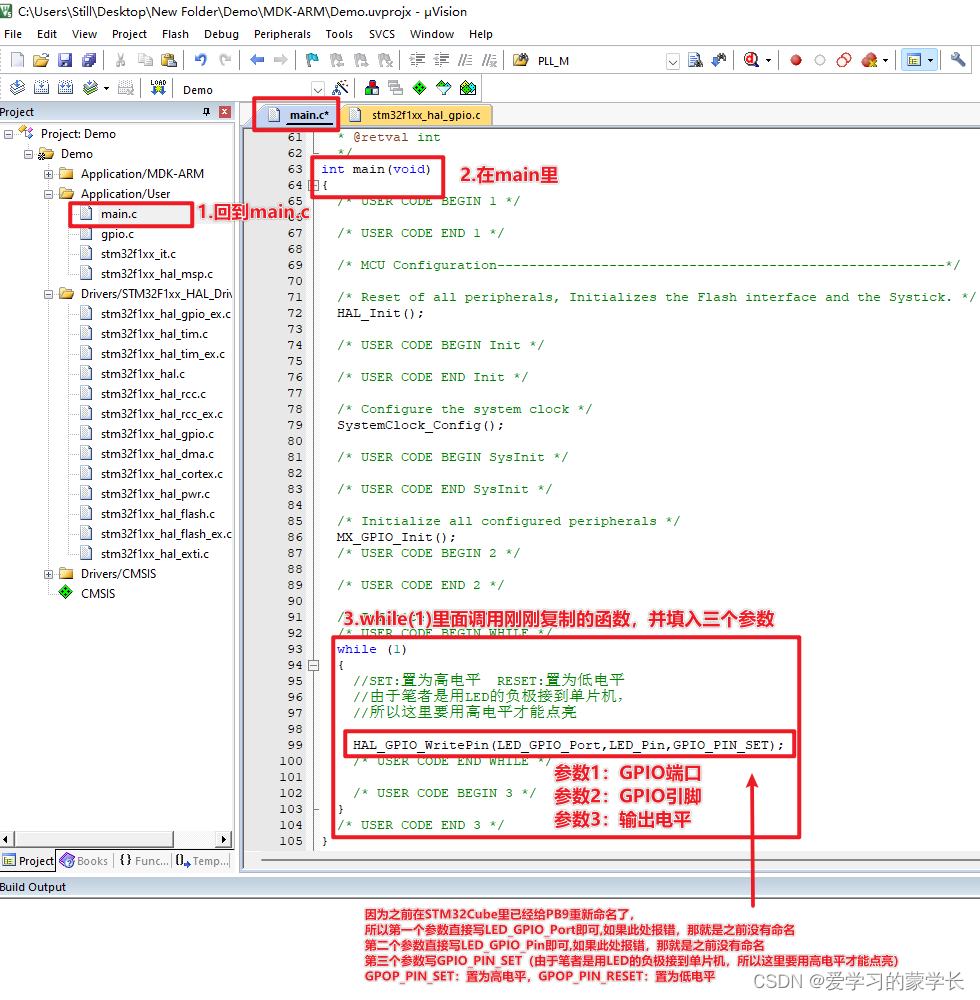 C:\Users\Still\Desktop\New Folder\Demo\MDK-ARM\Demo.uvprojx - µVision
File Edit View Project Flash Debug Peripherals Tools SVCS Window Help
PLL_M
LOAD
Demo
Project
main.c*
stm32f1xx_hal_gpio.c
Project: Demo
Demo
Application/MDK-ARM
Application/User
main.c
1.回到main.c
gpio.c
stm32f1xx_it.c
stm32f1xx_hal_msp.c
Drivers/STM32F1xx_HAL_Driv
stm32f1xx_hal_gpio_ex.c
stm32f1xx_hal_tim.c
stm32f1xx_hal_tim_ex.c
stm32f1xx_hal.c
stm32f1xx_hal_rcc.c
stm32f1xx_hal_rcc_ex.c
stm32f1xx_hal_gpio.c
stm32f1xx_hal_dma.c
stm32f1xx_hal_cortex.c
stm32f1xx_hal_pwr.c
stm32f1xx_hal_flash.c
stm32f1xx_hal_flash_ex.c
stm32f1xx_hal_exti.c
Drivers/CMSIS
CMSIS
61 * @retval int
62 */
63 int main(void)
2.在main里
64 {
65 /* USER CODE BEGIN 1 */
66
67 /* USER CODE END 1 */
68
69 /* MCU Configuration--------------------------------------------------------*/
70
71 /* Reset of all peripherals, Initializes the Flash interface and the Systick. */
72 HAL_Init();
73
74 /* USER CODE BEGIN Init */
75
76 /* USER CODE END Init */
77
78 /* Configure the system clock */
79 SystemClock_Config();
80
81 /* USER CODE BEGIN SysInit */
82
83 /* USER CODE END SysInit */
84
85 /* Initialize all configured peripherals */
86 MX_GPIO_Init();
87 /* USER CODE BEGIN 2 */
88
89 /* USER CODE END 2 */
90
91
3.while(1)里面调用刚刚复制的函数，并填入三个参数
92 /* USER CODE BEGIN WHILE */
93 while (1)
94 {
95 //SET:置为高电平 RESET:置为低电平
96 //由于笔者是用LED的负极接到单片机，
97 //所以这里要用高电平才能点亮
98
99 HAL_GPIO_WritePin(LED_GPIO_Port,LED_Pin,GPIO_PIN_SET);
100 /* USER CODE END WHILE */
101
102 /* USER CODE BEGIN 3 */
103 }
104 /* USER CODE END 3 */
105 }
参数1：GPIO端口
参数2：GPIO引脚
参数3：输出电平
Project Books {} Func... Temp...
Build Output
因为之前在STM32Cube里已经给PB9重新命名了，
所以第一个参数直接写LED_GPIO_Port即可,如果此处报错，那就是之前没有命名
第二个参数直接写LED_GPIO_Pin即可,如果此处报错，那就是之前没有命名
第三个参数写GPIO_PIN_SET（由于笔者是用LED的负极接到单片机，所以这里要用高电平才能点亮）
GPOP_PIN_SET：置为高电平，GPOP_PIN_RESET：置为低电平
CSDN @爱学习的蒙学长